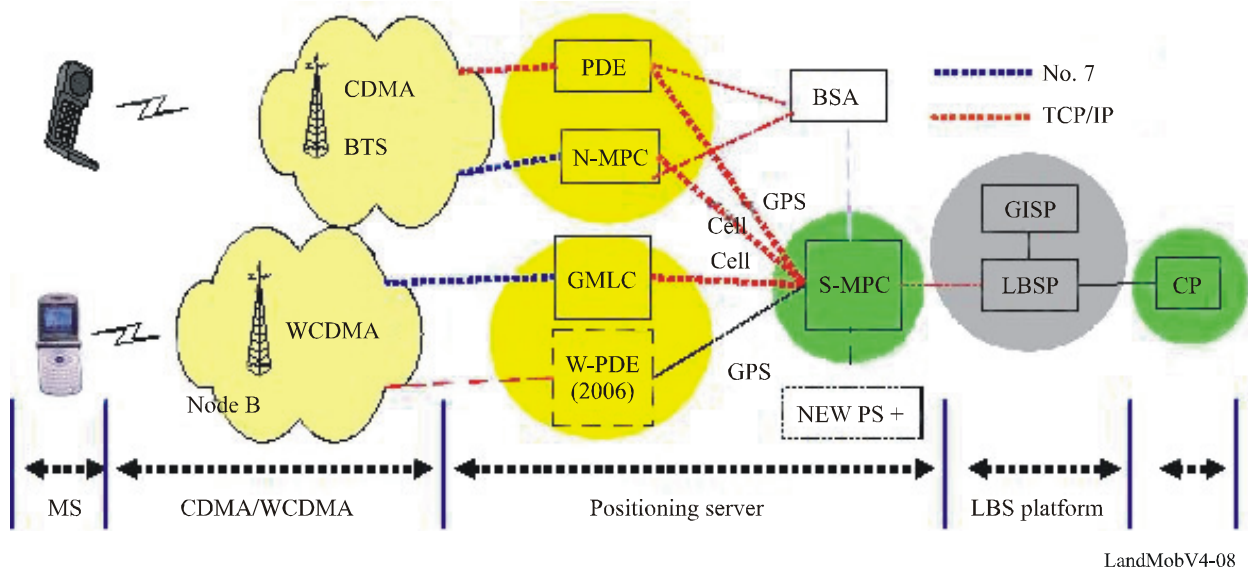 PDE
No. 7
CDMA
BSA
TCP/IP
BTS
N-MPC
GPS
GISP
Cell
Cell
GMLC
S-MPC
LBSP
CP
WCDMA
W-PDE
(2006)
GPS
Node B
NEW PS +
MS
CDMA/WCDMA
Positioning server
LBS platform
LandMobV4-08